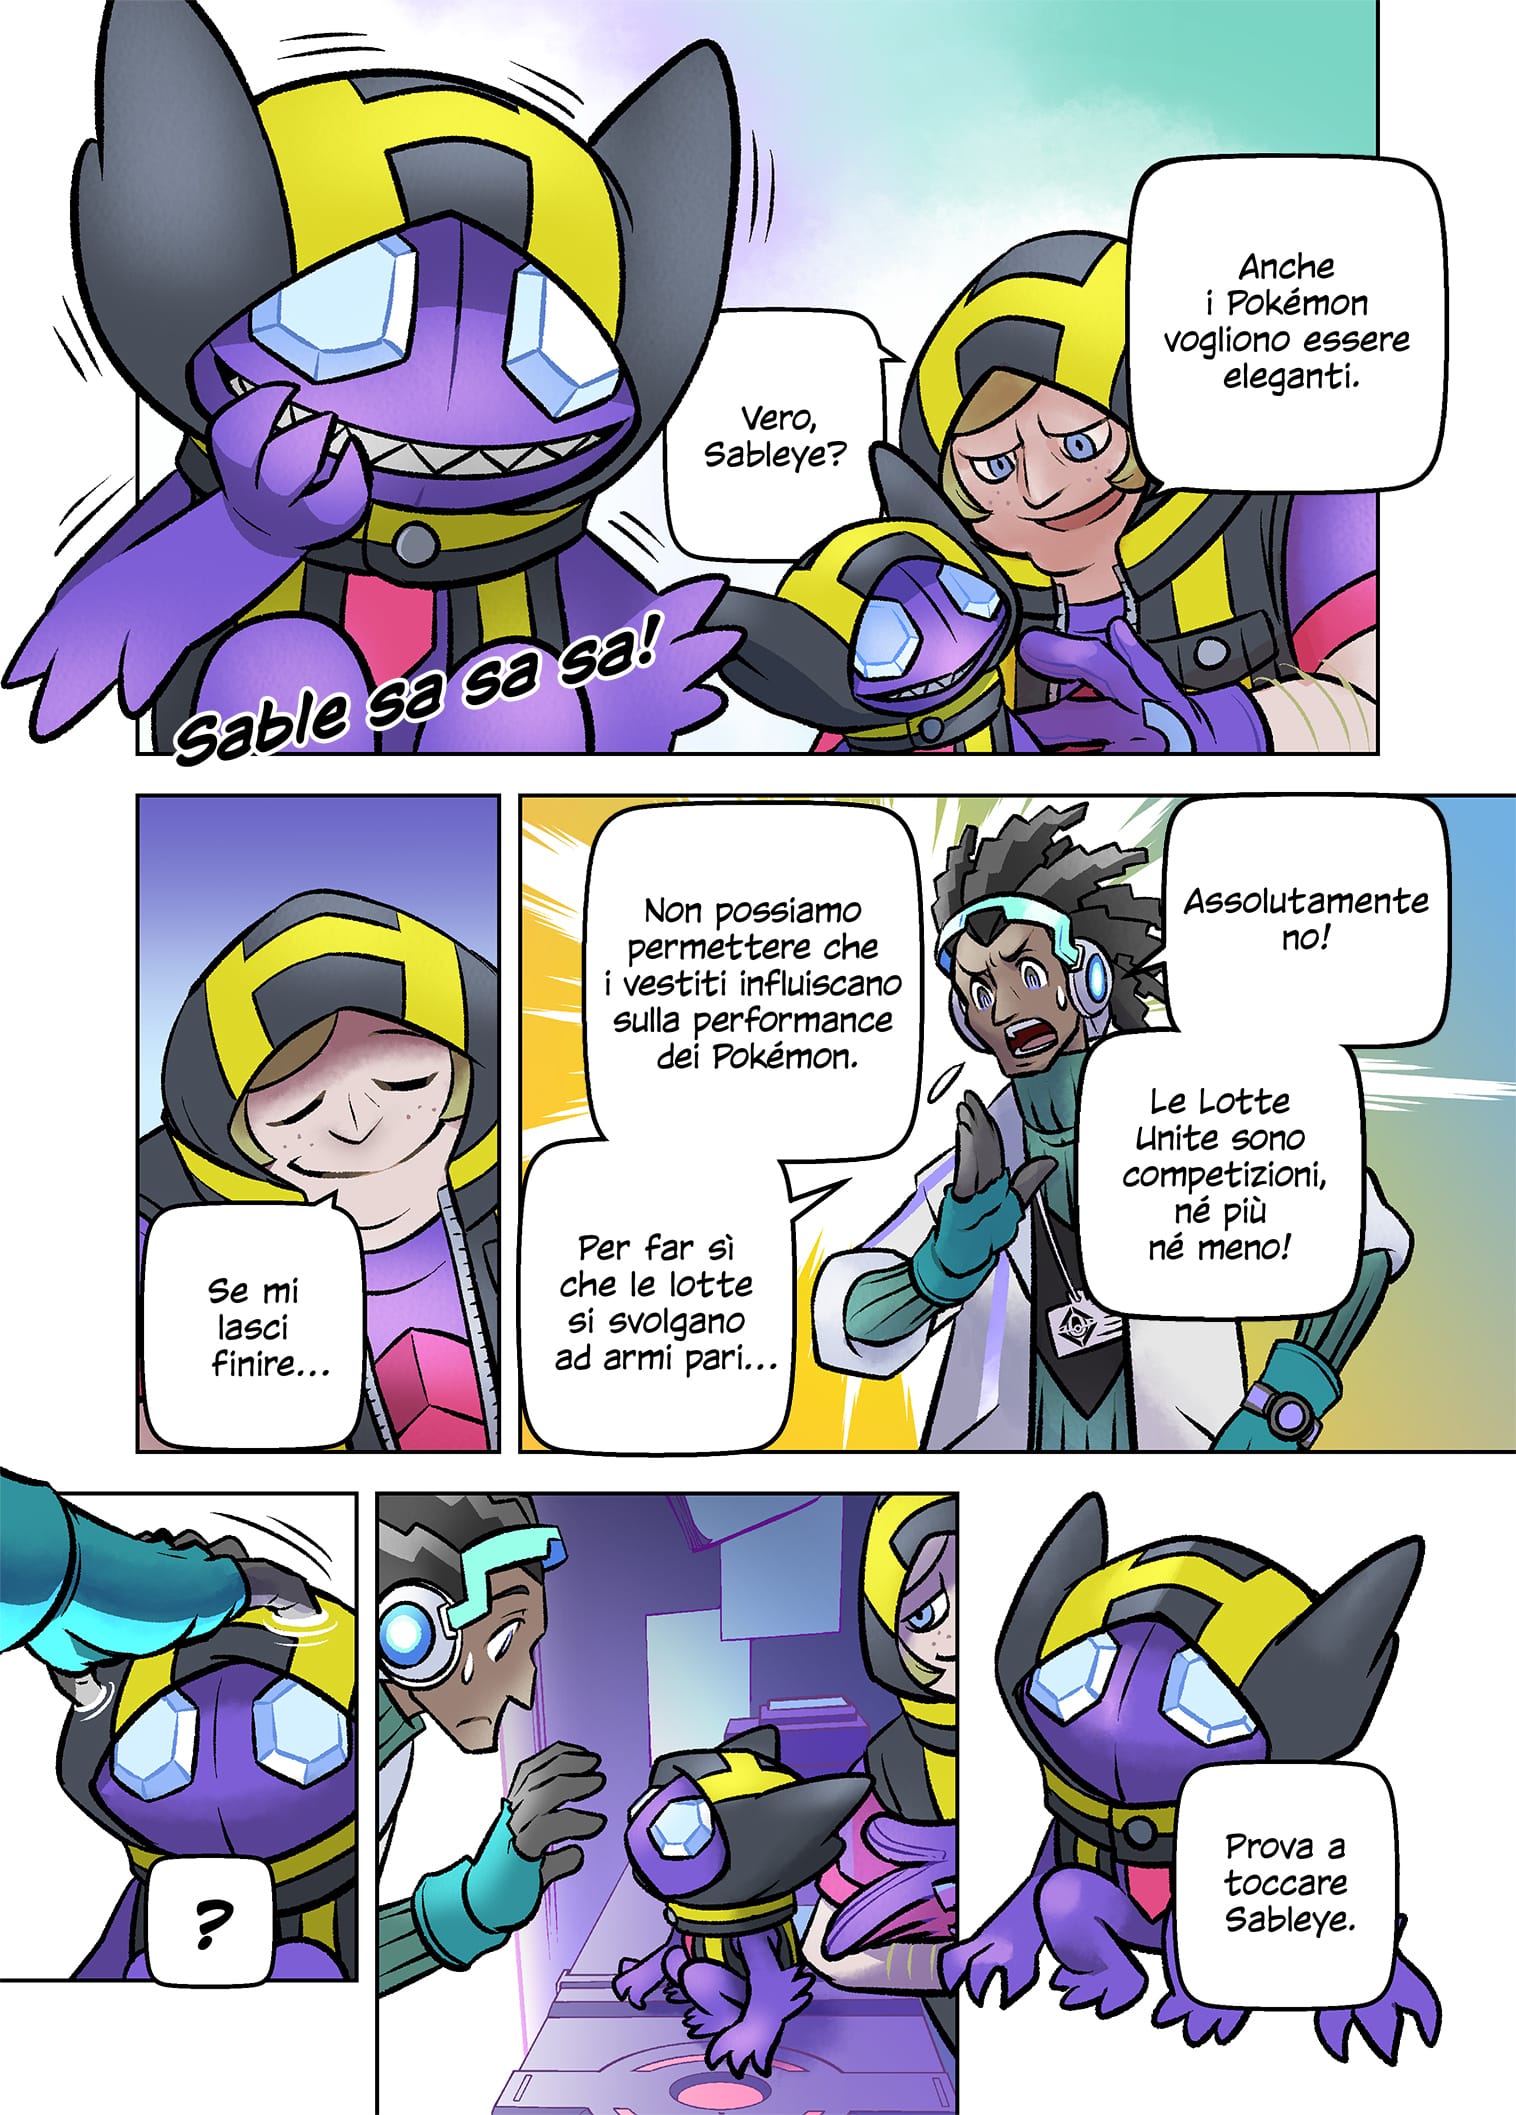 Anche
i Pokémon
vogliono essere
eleganti.
Vero,
Sableye?
Sable sa sa sa!
Assolutamente
no!
Le Lotte
Unite sono
competizioni,
né più
né meno!
Non possiamo
permettere che
i vestiti influiscano
sulla performance
dei Pokémon.
Per far sì
che le lotte
si svolgano
ad armi pari...
Se mi
lasci
finire...
Prova a
toccare
Sableye.
?